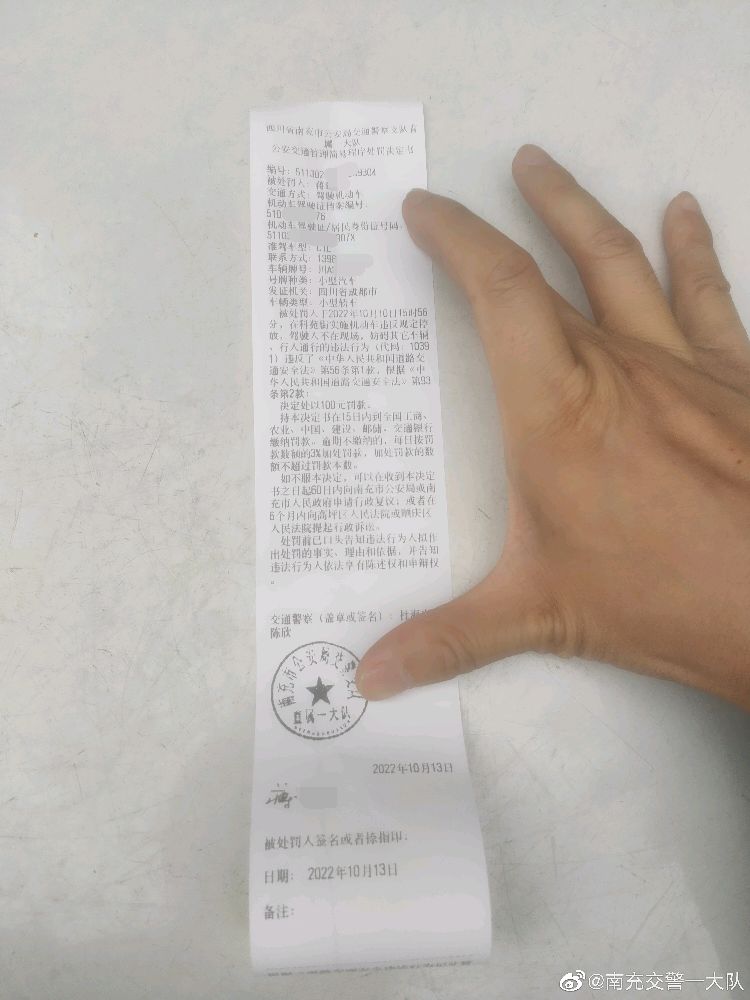 四川省南充市公安局交通警察支队直
属 大队
公安交通管理简易程序处罚决定书
编号：511302 930X
被处罚人：蒋
交通方式：驾驶机动车
机动车驾驶证档案编号：
510 76
机动车驾驶证/居民身份证号码：
51103 307X
准驾车型：C1E
联系方式：1398
车辆牌号：川A
号牌种类：小型汽车
发证机关：四川省成都市
车辆类型：小型轿车
被处罚人于2022年10月10日15时56
分，在科苑街实施机动车违反规定停
放，驾驶人不在现场，妨碍其它车辆
、行人通行的违法行为（代码：1039
1）违反了《中华人民共和国道路交
通安全法》第56条第1款，根据《中
华人民共和国道路交通安全法》第93
条第2款：
决定处以100元罚款。
持本决定书在15日内到全国工商、
农业、中国、建设、邮储、交通银行
缴纳罚款。逾期不缴纳的，每日按罚
款数额的3%加处罚款，加处罚款的数
额不超过罚款本数。
如不服本决定，可以在收到本决定
书之日起60日内向南充市公安局或南
充市人民政府申请行政复议；或者在
6个月内向高坪区人民法院或顺庆区
人民法院提起行政诉讼。
处罚前已口头告知违法行为人拟作
出处罚的事实、理由和依据，并告知
违法行为人依法享有陈述权和申辩权
。
交通警察（盖章或签名）：杜海
陈欣
南充市公安局交通警察支队
直属一大队
2022年10月13日
被处罚人签名或者捺指印：
日期： 2022年10月13日
备注：
@南充交警一大队